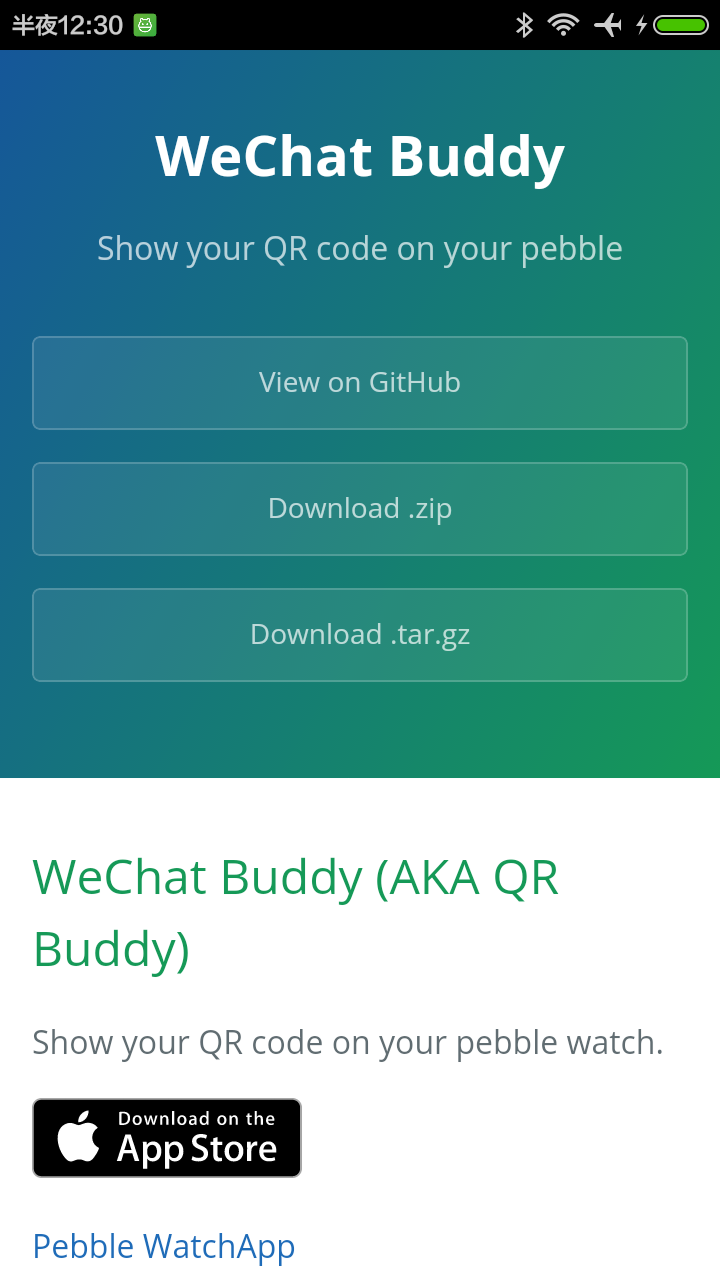 半夜12:30
WeChat Buddy
Show your QR code on your pebble
View on GitHub
Download .zip
Download .tar.gz
WeChat Buddy (AKA QR
Buddy)
Show your QR code on your pebble watch.
Download on the
App Store
Pebble WatchApp